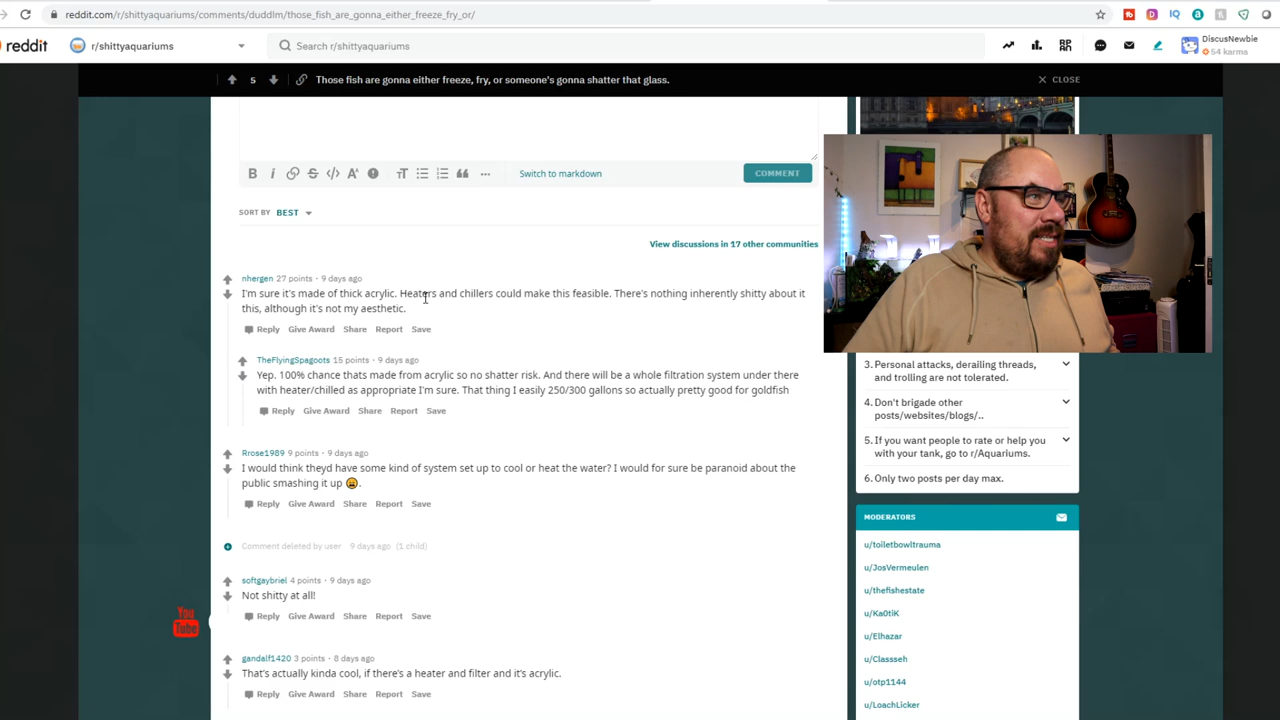 reddit.com/r/shittyaquariums/comments/duddlm/those_fish_are_gonna_either_freeze_fry_or/
reddit r/shittyaquariums Search r/shittyaquariums DiscusNewbie
54 karma
5 Those fish are gonna either freeze, fry, or someone's gonna shatter that glass. CLOSE
B i Switch to markdown COMMENT
SORT BY BEST
View discussions in 17 other communities
nhergen 27 points · 9 days ago
I'm sure it's made of thick acrylic. Heaters and chillers could make this feasible. There's nothing inherently shitty about it
this, although it's not my aesthetic.
Reply Give Award Share Report Save
TheFlyingSpagoots 15 points · 9 days ago
Yep. 100% chance thats made from acrylic so no shatter risk. And there will be a whole filtration system under there
with heater/chilled as appropriate I'm sure. That thing I easily 250/300 gallons so actually pretty good for goldfish
Reply Give Award Share Report Save
Rrose1989 9 points · 9 days ago
I would think theyd have some kind of system set up to cool or heat the water? I would for sure be paranoid about the
public smashing it up 😩.
Reply Give Award Share Report Save
Comment deleted by user 9 days ago (1 child)
softgaybriel 4 points · 9 days ago
Not shitty at all!
Reply Give Award Share Report Save
You
Tube
gandalf1420 3 points · 8 days ago
That's actually kinda cool, if there's a heater and filter and it's acrylic.
Reply Give Award Share Report Save
3. Personal attacks, derailing threads,
and trolling are not tolerated.
4. Don't brigade other
posts/websites/blogs/..
5. If you want people to rate or help you
with your tank, go to r/Aquariums.
6. Only two posts per day max.
MODERATORS
u/toiletbowltrauma
u/JosVermeulen
u/thefishestate
u/Ka0tiK
u/Elhazar
u/Classseh
u/otp1144
u/LoachLicker